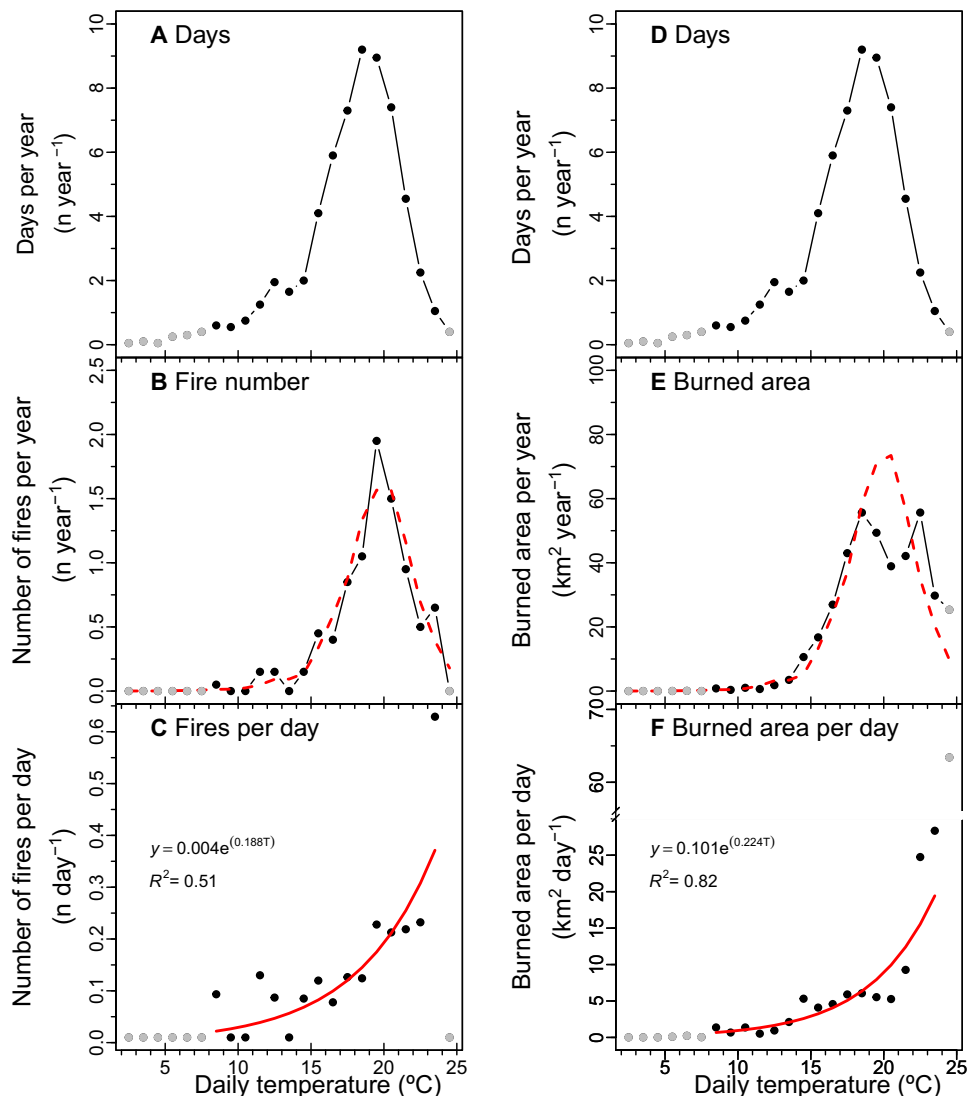 A Days
Days per year
(n year⁻¹)
0 2 4 6 8 10
B Fire number
Number of fires per year
(n year⁻¹)
0.0 0.5 1.0 1.5 2.0 2.5
C Fires per day
Number of fires per day
(n day⁻¹)
0.0 0.1 0.2 0.3 0.4 0.5 0.6
y = 0.004e(0.188T)
R² = 0.51
5 10 15 20 25
Daily temperature (ºC)
D Days
Days per year
(n year⁻¹)
0 2 4 6 8 10
E Burned area
Burned area per year
(km² year⁻¹)
0 20 40 60 80 100
F Burned area per day
Burned area per day
(km² day⁻¹)
0 5 10 15 20 25 60 70
y = 0.101e(0.224T)
R² = 0.82
5 10 15 20 25
Daily temperature (ºC)